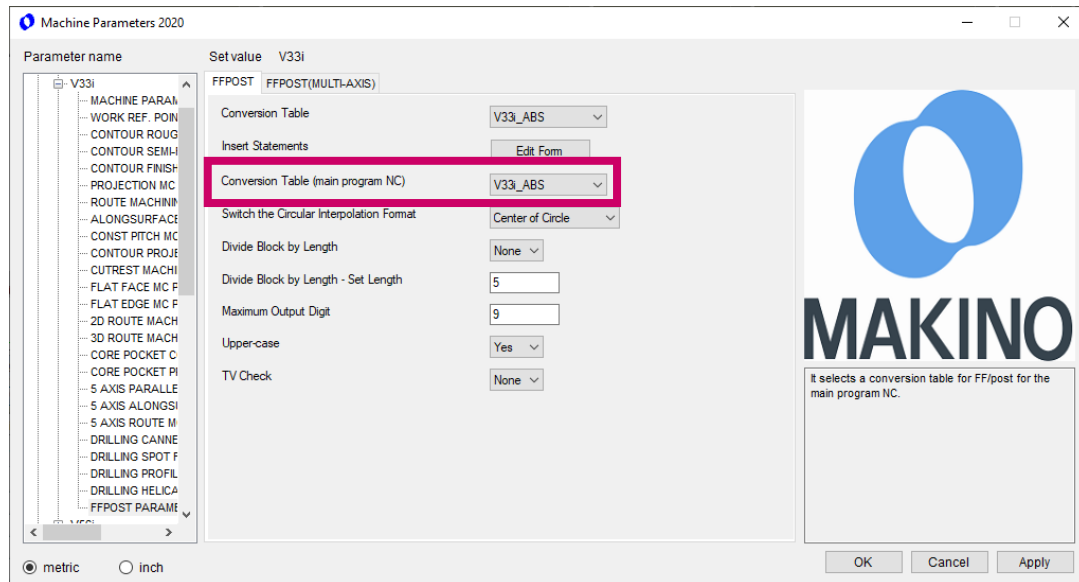 Machine Parameters 2020
Parameter name
Set value V33i
V33i
MACHINE PARAM
WORK REF. POIN
CONTOUR ROUG
CONTOUR SEMI-F
CONTOUR FINISH
PROJECTION MC
ROUTE MACHININ
ALONGSURFACE
CONST PITCH MC
CONTOUR PROJE
CUTREST MACHI
FLAT FACE MC P
FLAT EDGE MC P
2D ROUTE MACH
3D ROUTE MACH
CORE POCKET C
CORE POCKET PI
5 AXIS PARALLE
5 AXIS ALONGSU
5 AXIS ROUTE M
DRILLING CANNE
DRILLING SPOT F
DRILLING PROFIL
DRILLING HELICA
FFPOST PARAME
FFPOST FFPOST(MULTI-AXIS)
Conversion Table V33i_ABS
Insert Statements Edit Form
Conversion Table (main program NC) V33i_ABS
Switch the Circular Interpolation Format Center of Circle
Divide Block by Length None
Divide Block by Length - Set Length 5
Maximum Output Digit 9
Upper-case Yes
TV Check None
MAKINO
It selects a conversion table for FF/post for the
main program NC.
metric inch
OK Cancel Apply